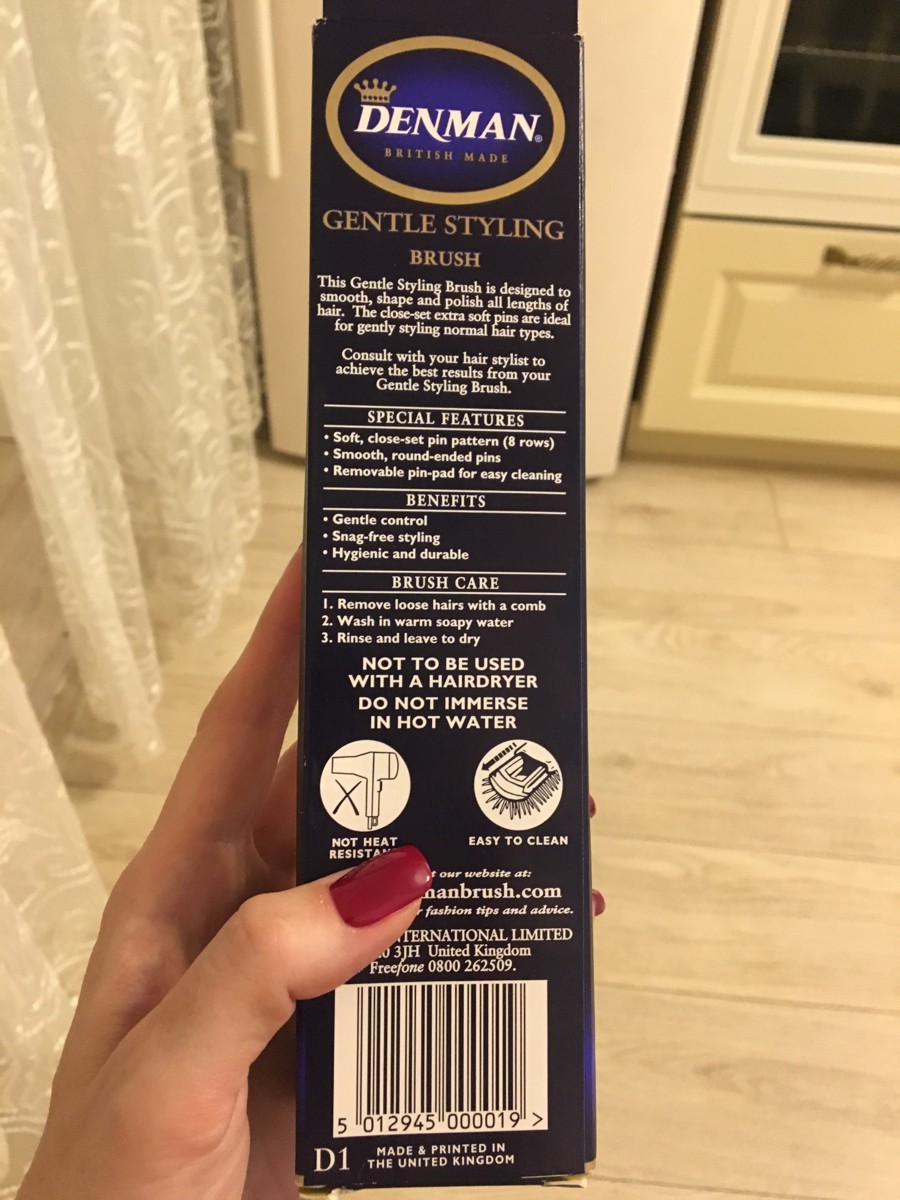 DENMAN®
BRITISH MADE
GENTLE STYLING
BRUSH
This Gentle Styling Brush is designed to
smooth, shape and polish all lengths of
hair. The close-set extra soft pins are ideal
for gently styling normal hair types.
Consult with your hair stylist to
achieve the best results from your
Gentle Styling Brush.
SPECIAL FEATURES
• Soft, close-set pin pattern (8 rows)
• Smooth, round-ended pins
• Removable pin-pad for easy cleaning
BENEFITS
• Gentle control
• Snag-free styling
• Hygienic and durable
BRUSH CARE
1. Remove loose hairs with a comb
2. Wash in warm soapy water
3. Rinse and leave to dry
NOT TO BE USED
WITH A HAIRDRYER
DO NOT IMMERSE
IN HOT WATER
NOT HEAT EASY TO CLEAN
our website at:
fashion tips and advice.
LIMITED
3JH United Kingdom
Freefone 0800 262509.
5 012945 000019 >
D1 MADE & PRINTED IN
THE UNITED KINGDOM